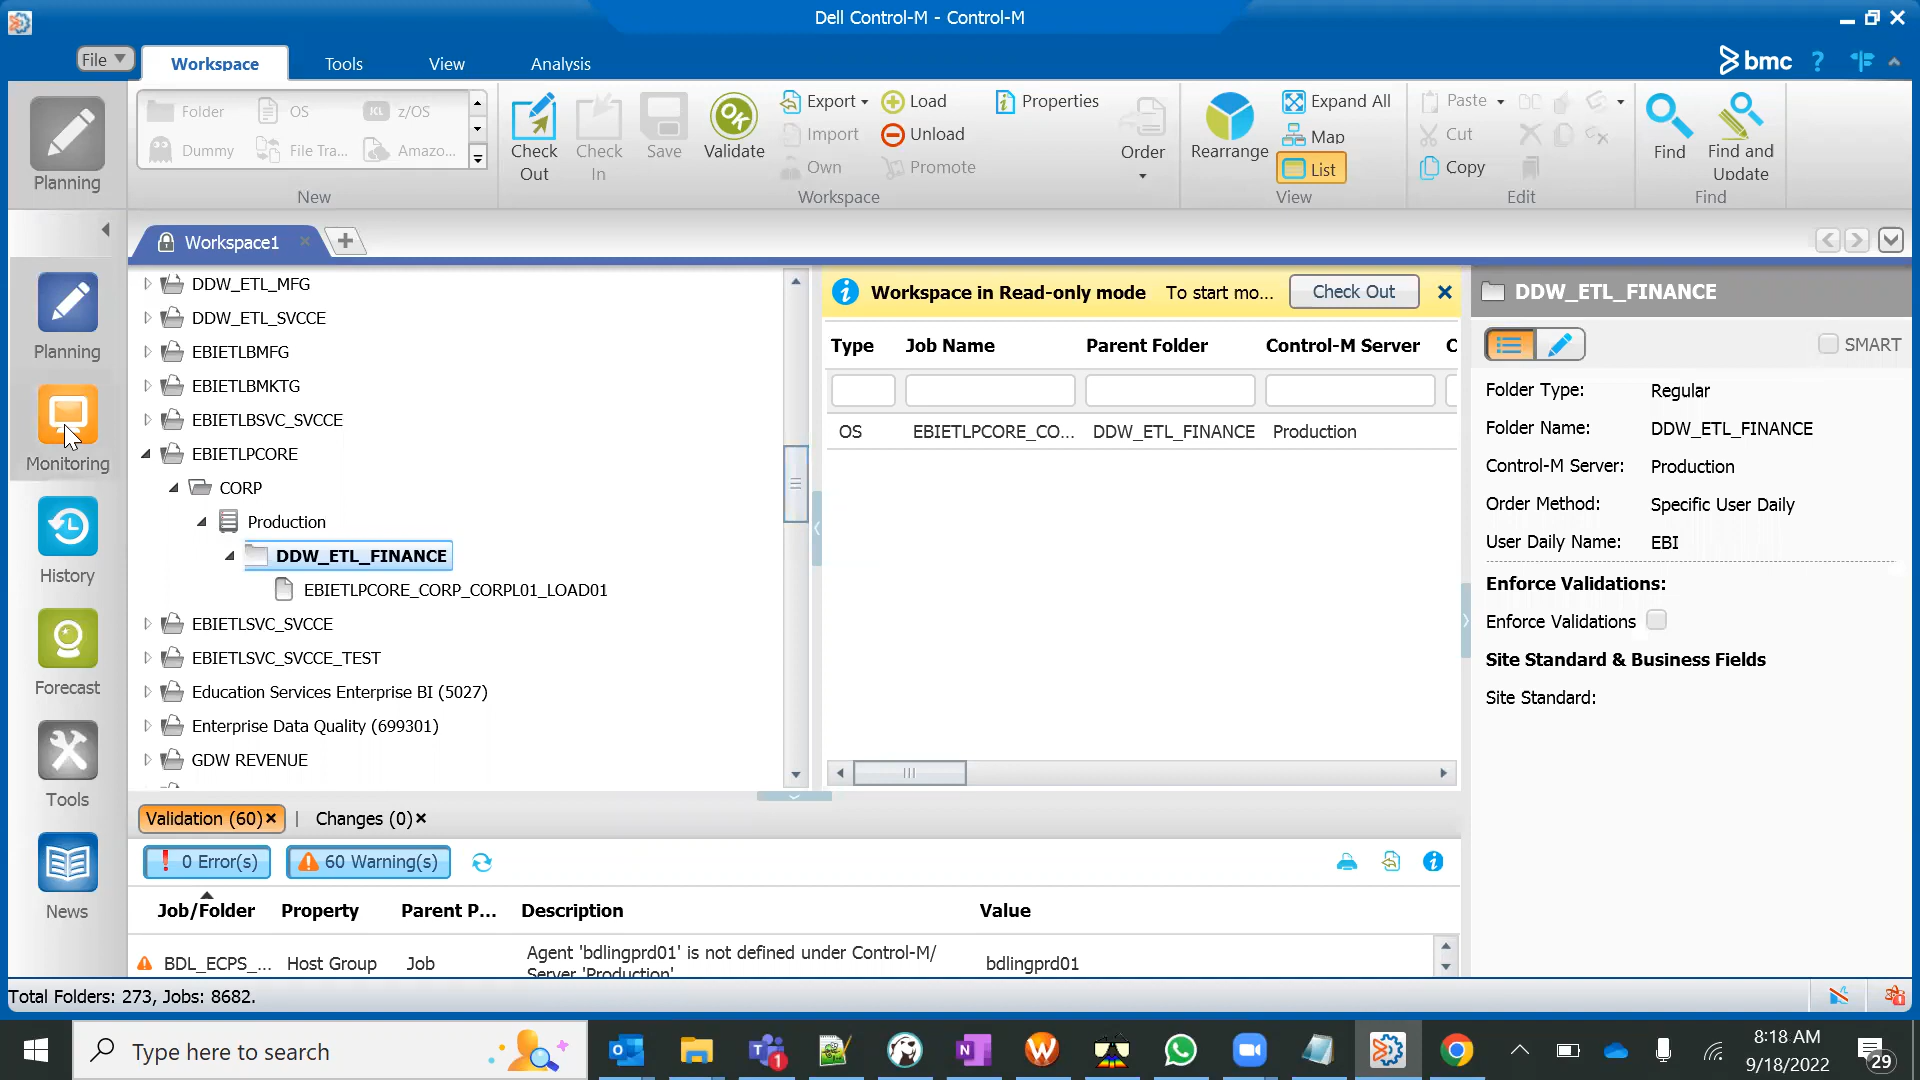 Dell Control-M - Control-M
File
Workspace
Tools
View
Analysis
bmc
?
Planning
Folder
OS
JCL z/OS
Dummy
File Tra...
Amazo...
New
Check Out
Check In
Save
OK
Validate
Export
Import
Own
Load
Unload
Promote
Properties
Order
Workspace
Rearrange
Expand All
Map
List
View
Paste
Cut
Copy
Edit
Find
Find and Update
Find
Workspace1
Planning
Monitoring
History
Forecast
Tools
News
DDW_ETL_MFG
DDW_ETL_SVCCE
EBIETLBMFG
EBIETLBMKTG
EBIETLBSVC_SVCCE
EBIETLPCORE
CORP
Production
DDW_ETL_FINANCE
EBIETLPCORE_CORP_CORPL01_LOAD01
EBIETLSVC_SVCCE
EBIETLSVC_SVCCE_TEST
Education Services Enterprise BI (5027)
Enterprise Data Quality (699301)
GDW REVENUE
Workspace in Read-only mode To start mo... Check Out
Type Job Name Parent Folder Control-M Server C
OS EBIETLPCORE_CO... DDW_ETL_FINANCE Production
DDW_ETL_FINANCE
SMART
Folder Type: Regular
Folder Name: DDW_ETL_FINANCE
Control-M Server: Production
Order Method: Specific User Daily
User Daily Name: EBI
Enforce Validations:
Enforce Validations
Site Standard & Business Fields
Site Standard:
Validation (60) | Changes (0)
0 Error(s) 60 Warning(s)
Job/Folder Property Parent P... Description Value
BDL_ECPS_... Host Group Job Agent 'bdlingprd01' is not defined under Control-M/ bdlingprd01
Server 'Production'
Total Folders: 273, Jobs: 8682.
Type here to search
1
8:18 AM
9/18/2022
29